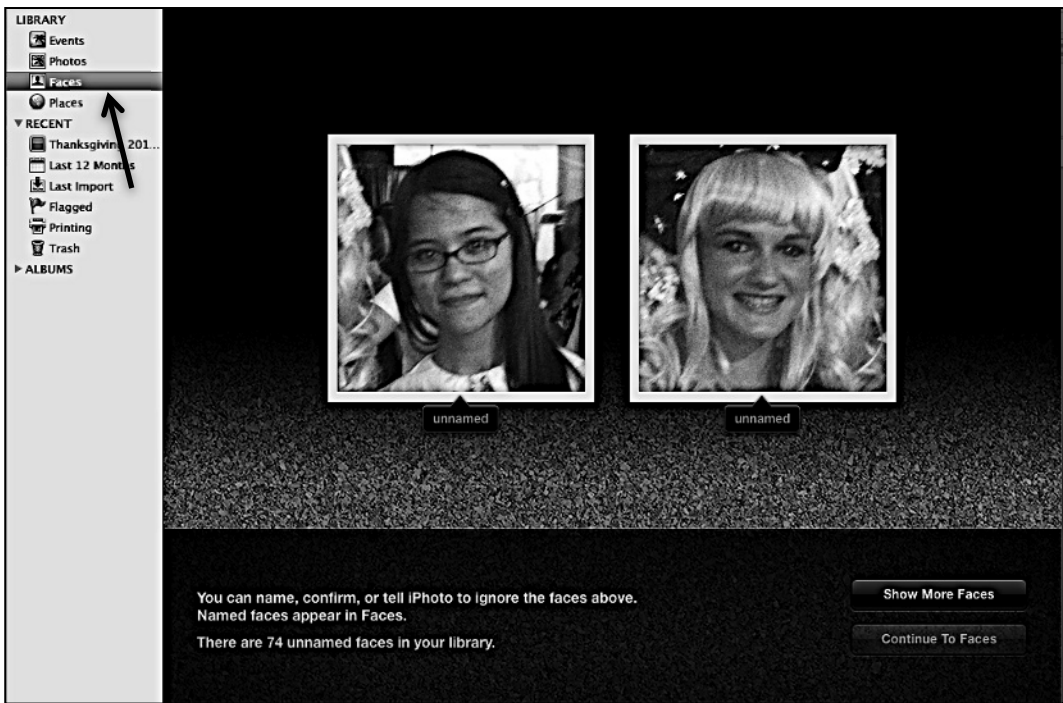 LIBRARY
Events
Photos
Faces
Places
RECENT
Thanksgiving 201...
Last 12 Months
Last Import
Flagged
Printing
Trash
ALBUMS
unnamed
unnamed
You can name, confirm, or tell iPhoto to ignore the faces above.
Named faces appear in Faces.
There are 74 unnamed faces in your library.
Show More Faces
Continue To Faces